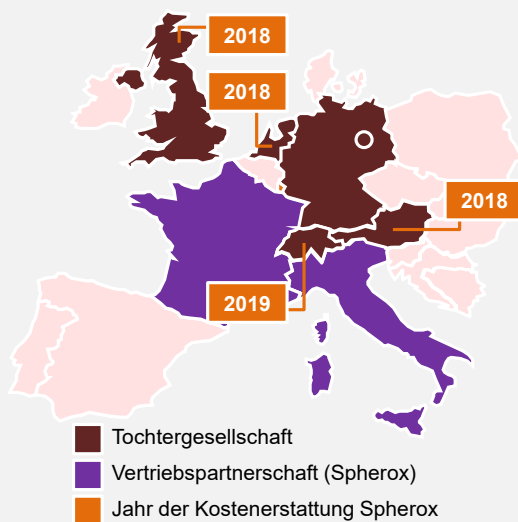 2018
2018
2018
2019
Tochtergesellschaft
Vertriebspartnerschaft (Spherox)
Jahr der Kostenerstattung Spherox